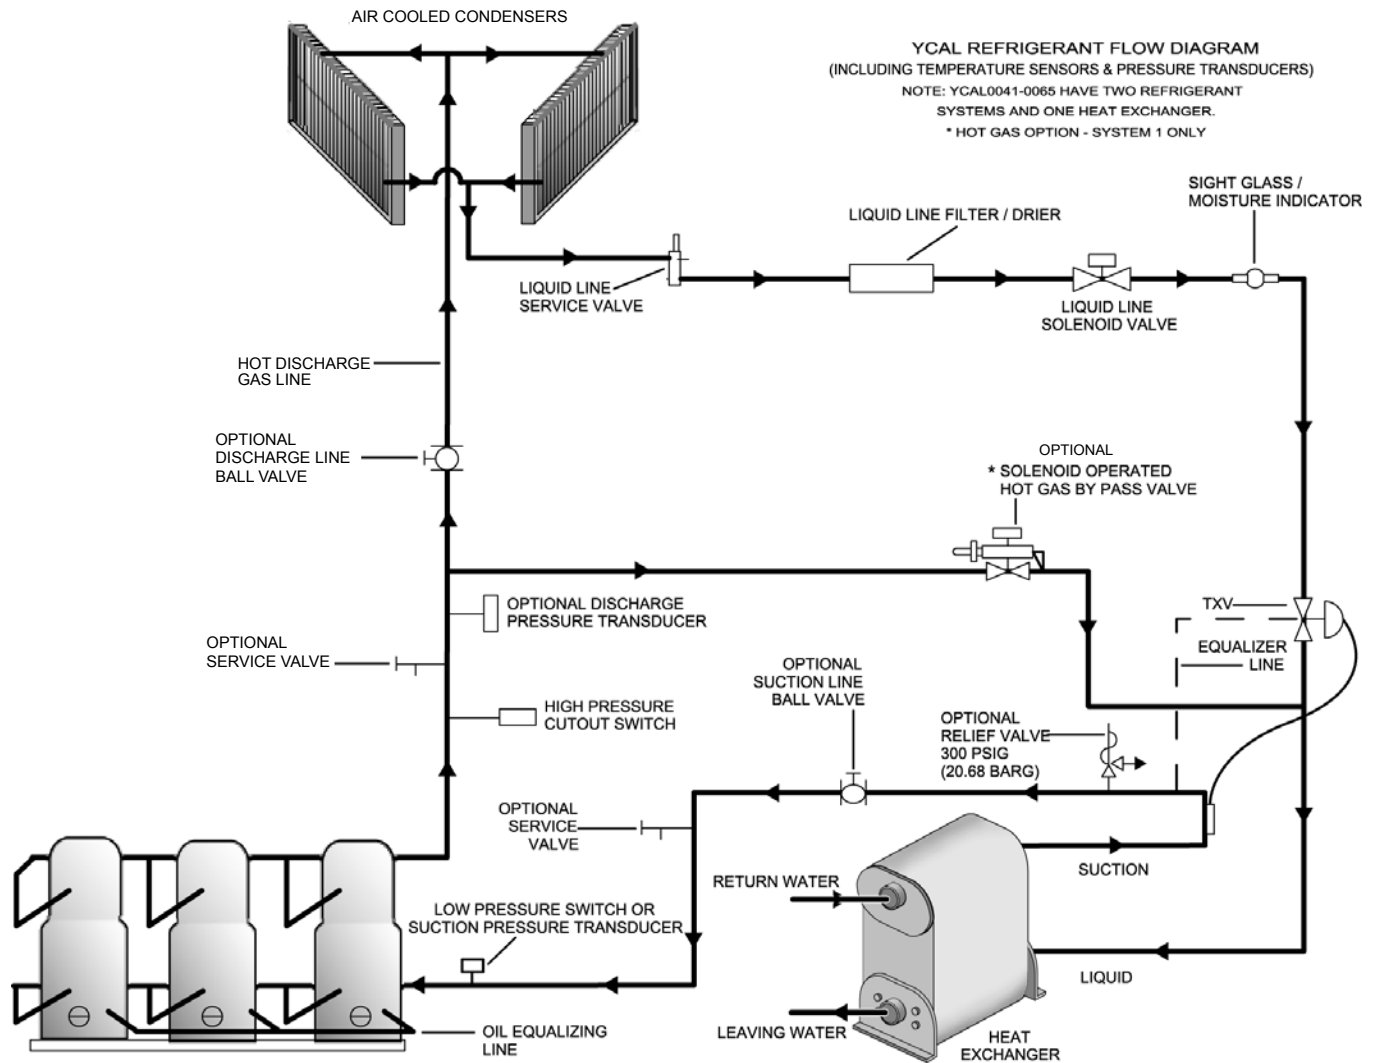 AIR COOLED CONDENSERS
YCAL REFRIGERANT FLOW DIAGRAM
(INCLUDING TEMPERATURE SENSORS & PRESSURE TRANSDUCERS)
NOTE: YCAL0041-0065 HAVE TWO REFRIGERANT
SYSTEMS AND ONE HEAT EXCHANGER.
* HOT GAS OPTION - SYSTEM 1 ONLY
SIGHT GLASS /
MOISTURE INDICATOR
LIQUID LINE FILTER / DRIER
LIQUID LINE
SERVICE VALVE
LIQUID LINE
SOLENOID VALVE
HOT DISCHARGE
GAS LINE
OPTIONAL
DISCHARGE LINE
BALL VALVE
OPTIONAL
* SOLENOID OPERATED
HOT GAS BY PASS VALVE
OPTIONAL DISCHARGE
PRESSURE TRANSDUCER
TXV
OPTIONAL
SERVICE VALVE
EQUALIZER
LINE
OPTIONAL
SUCTION LINE
BALL VALVE
HIGH PRESSURE
CUTOUT SWITCH
OPTIONAL
RELIEF VALVE
300 PSIG
(20.68 BARG)
OPTIONAL
SERVICE
VALVE
SUCTION
RETURN WATER
LOW PRESSURE SWITCH OR
SUCTION PRESSURE TRANSDUCER
LIQUID
LEAVING WATER
OIL EQUALIZING
LINE
HEAT
EXCHANGER